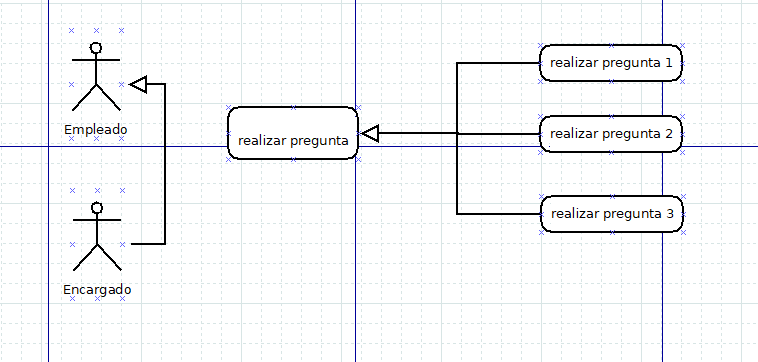 Empleado
Encargado
realizar pregunta
realizar pregunta 1
realizar pregunta 2
realizar pregunta 3